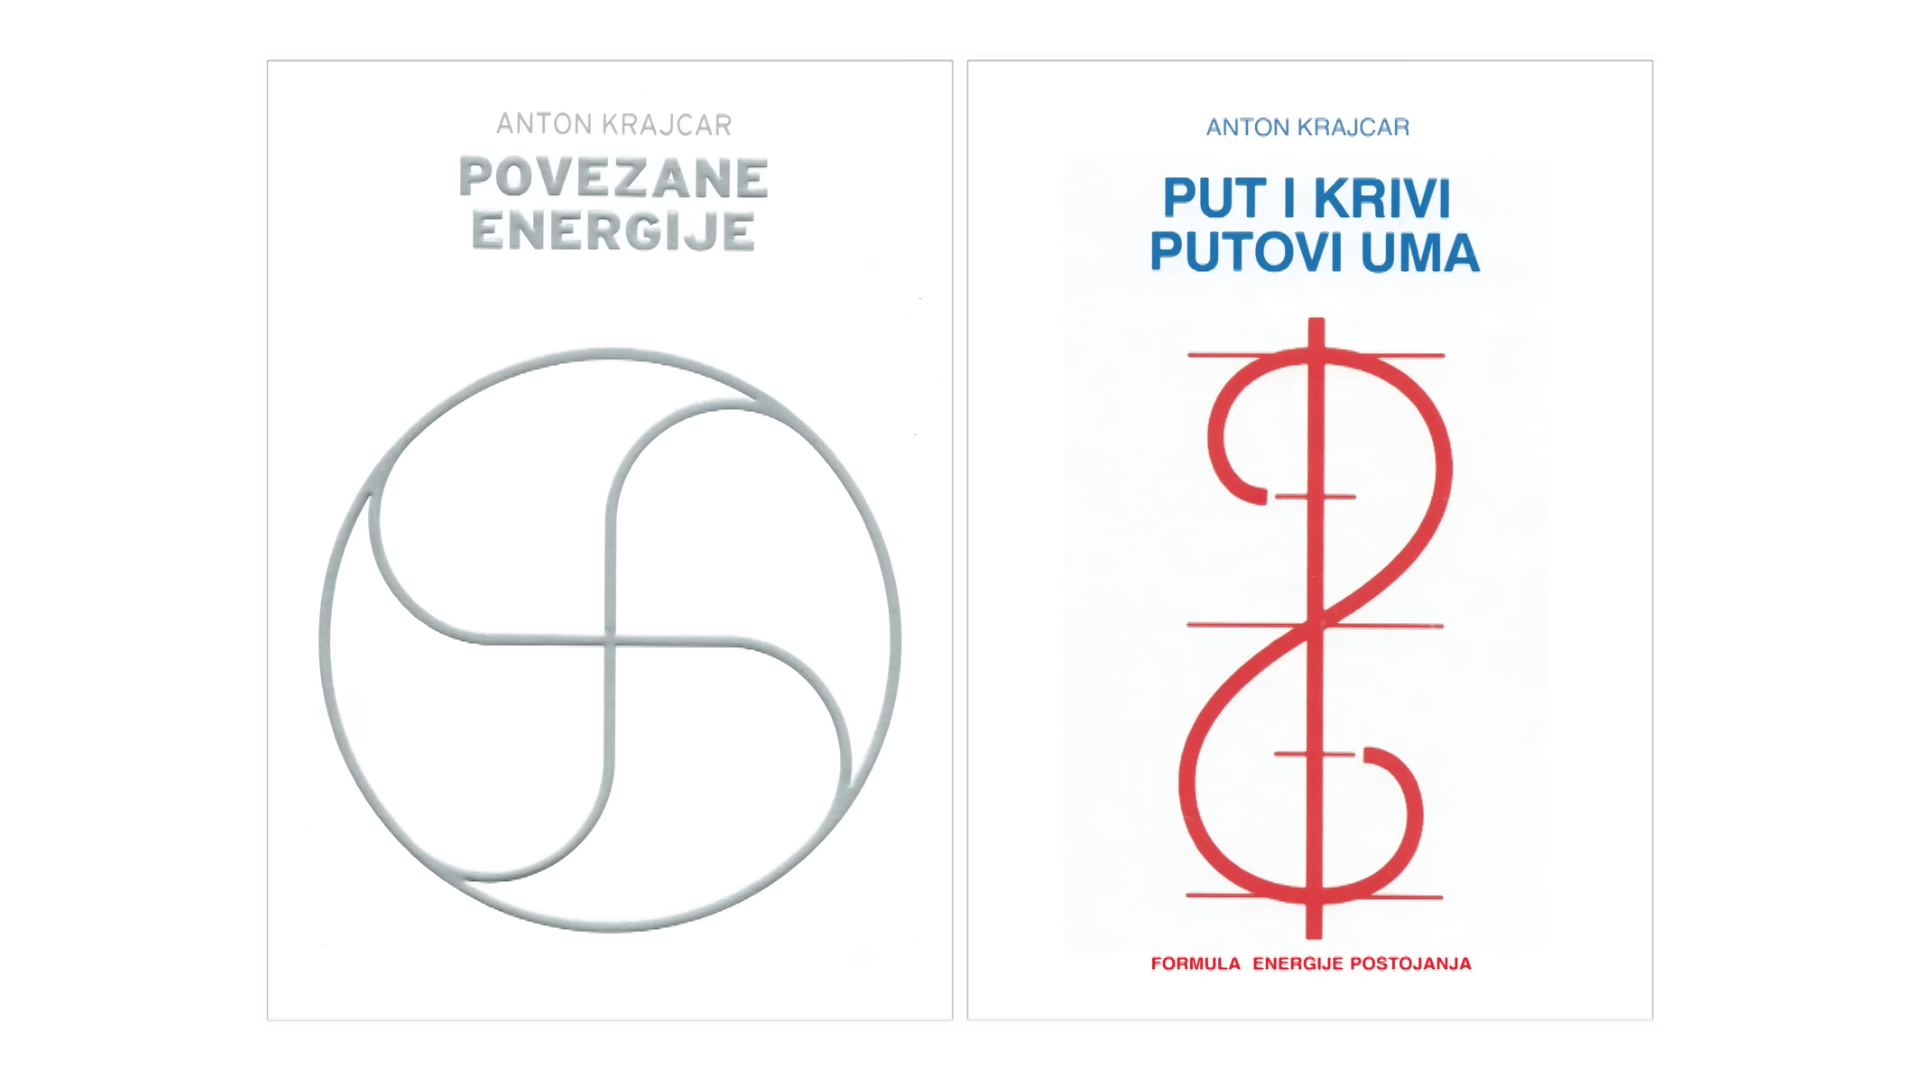 ANTON KRAJCAR
POVEZANE
ENERGIJE
ANTON KRAJCAR
PUT I KRIVI
PUTOVI UMA
FORMULA ENERGIJE POSTOJANJA